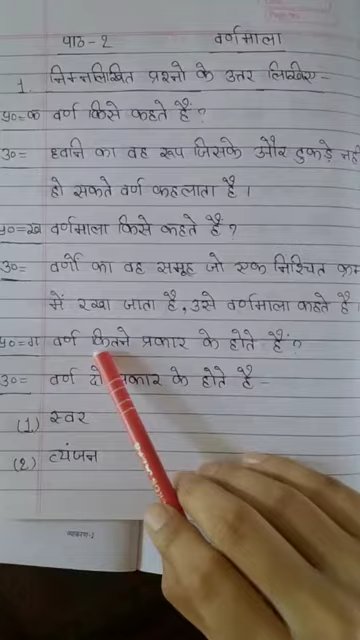 पाठ-2 वर्णमाला
1. निम्नलिखित प्रश्नो के उत्तर लिखिए-
प्र०=क वर्ण किसे कहते हैं?
उ०= ध्वनि का वह रूप जिसके और टुकड़े नही
हो सकते वर्ण कहलाता है।
प्र०=ख वर्णमाला किसे कहते हैं?
उ०= वर्णो का वह समूह जो एक निश्चित क्रम
में रखा जाता है, उसे वर्णमाला कहते है
प्र०=ग वर्ण कितने प्रकार के होते हैं?
उ०= वर्ण दो प्रकार के होते है-
(1) स्वर
(2) व्यंजन